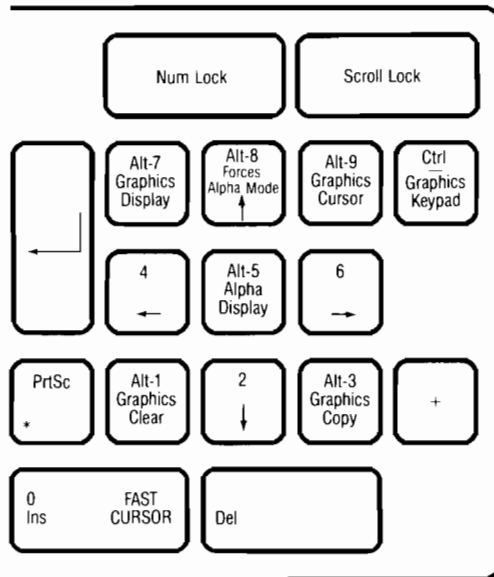 Num Lock
Scroll Lock
Alt-7
Graphics
Display
Alt-8
Forces
Alpha Mode
Alt-9
Graphics
Cursor
Ctrl
—
Graphics
Keypad
4
Alt-5
Alpha
Display
6
PrtSc
*
Alt-1
Graphics
Clear
2
Alt-3
Graphics
Copy
+
0 FAST
Ins CURSOR
Del